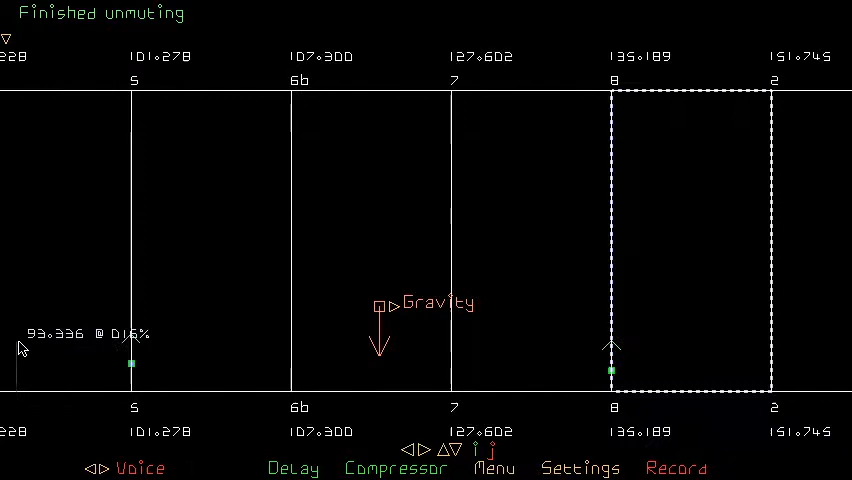 Finished unmuting
228 101.278 107.300 127.602 135.189 151.745
5 6b 7 8 2
Gravity
93.336 @ 016%
5 6b 7 8 2
228 101.278 107.300 127.602 135.189 151.745
i j
Voice Delay Compressor Menu Settings Record